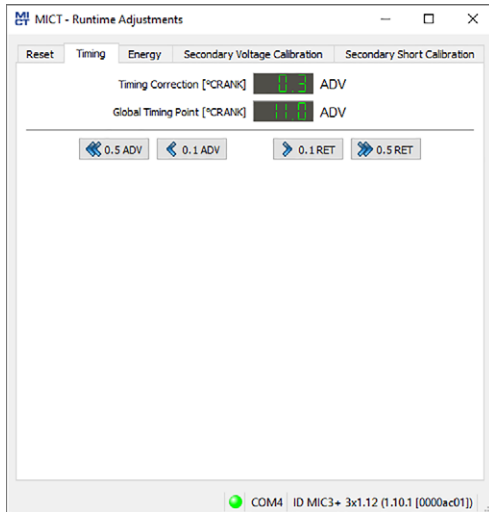 MICT
MICT - Runtime Adjustments
Reset Timing Energy Secondary Voltage Calibration Secondary Short Calibration
Timing Correction [°CRANK] 0.3 ADV
Global Timing Point [°CRANK] 11.0 ADV
0.5 ADV 0.1 ADV 0.1 RET 0.5 RET
COM4 ID MIC3+ 3x1.12 (1.10.1 [0000ac01])